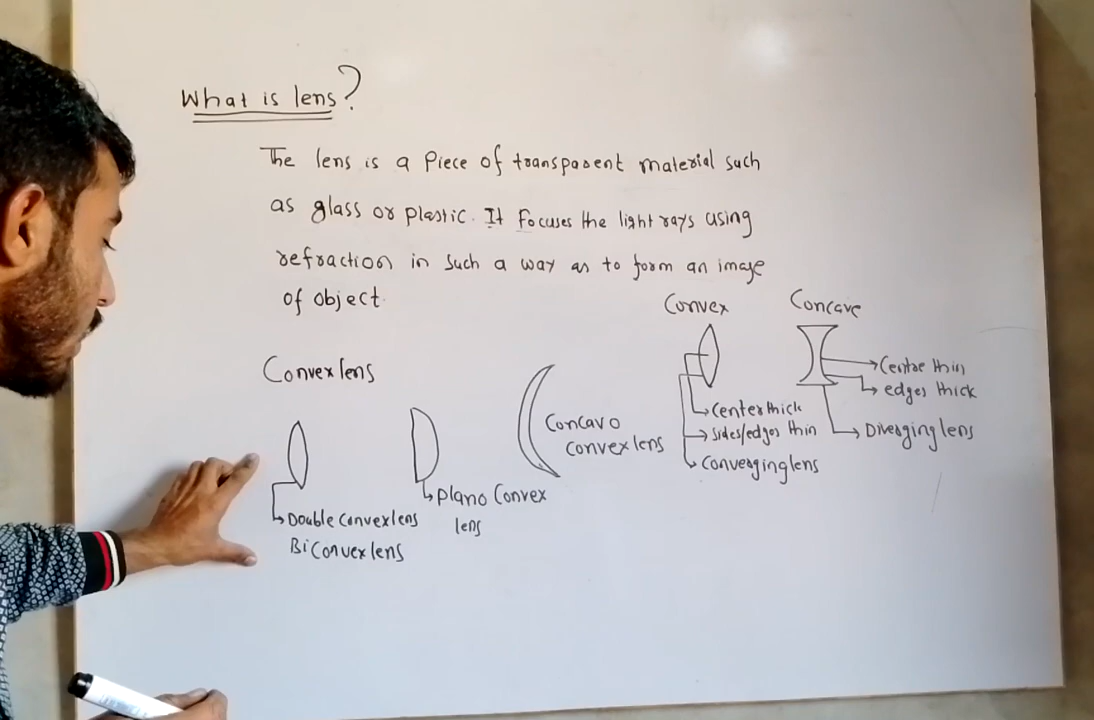 What is lens?
The lens is a Piece of transparent material such
as glass or plastic. It focuses the light rays using
refraction in such a way as to form an image
of object.
Convex lens
Double convex lens
Bi Convex lens
Plano Convex
lens
Concavo
convex lens
Convex
Center thick
Sides/edges thin
Converging lens
Concave
Centre thin
edges thick
Diverging lens